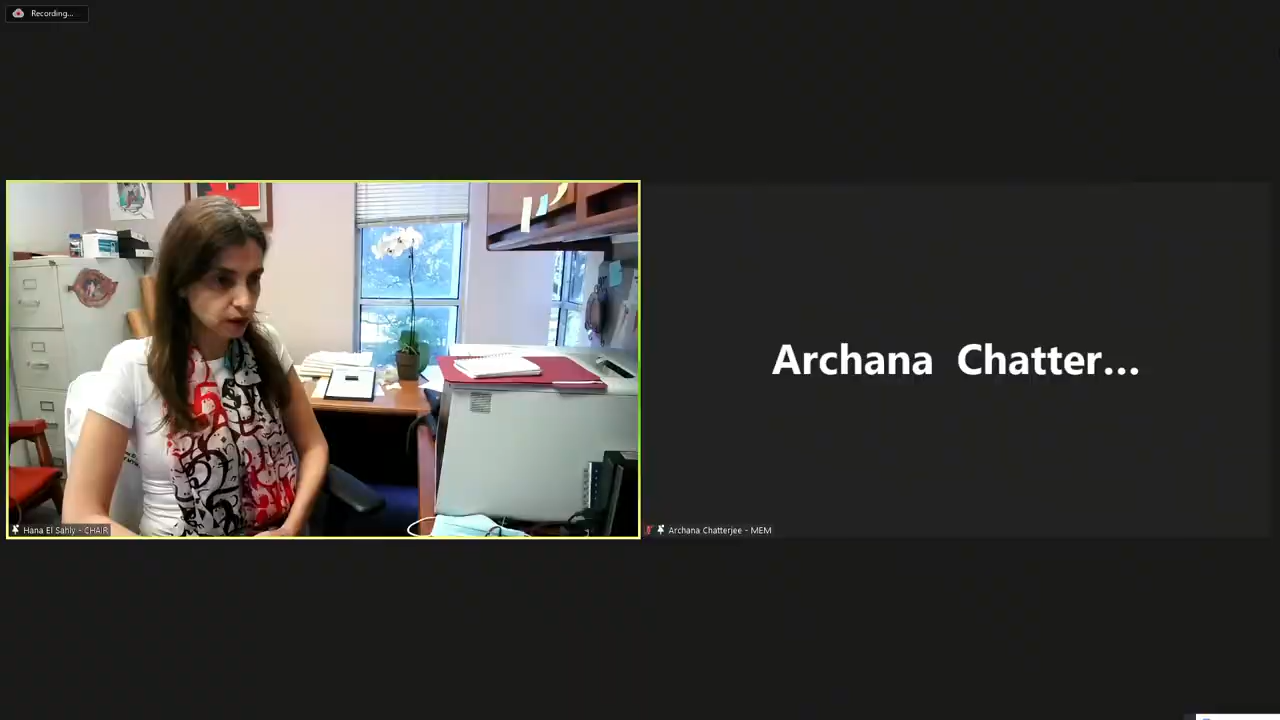 Recording...
Archana Chatter...
Hana El Sahly - CHAIR
Archana Chatterjee - MEM